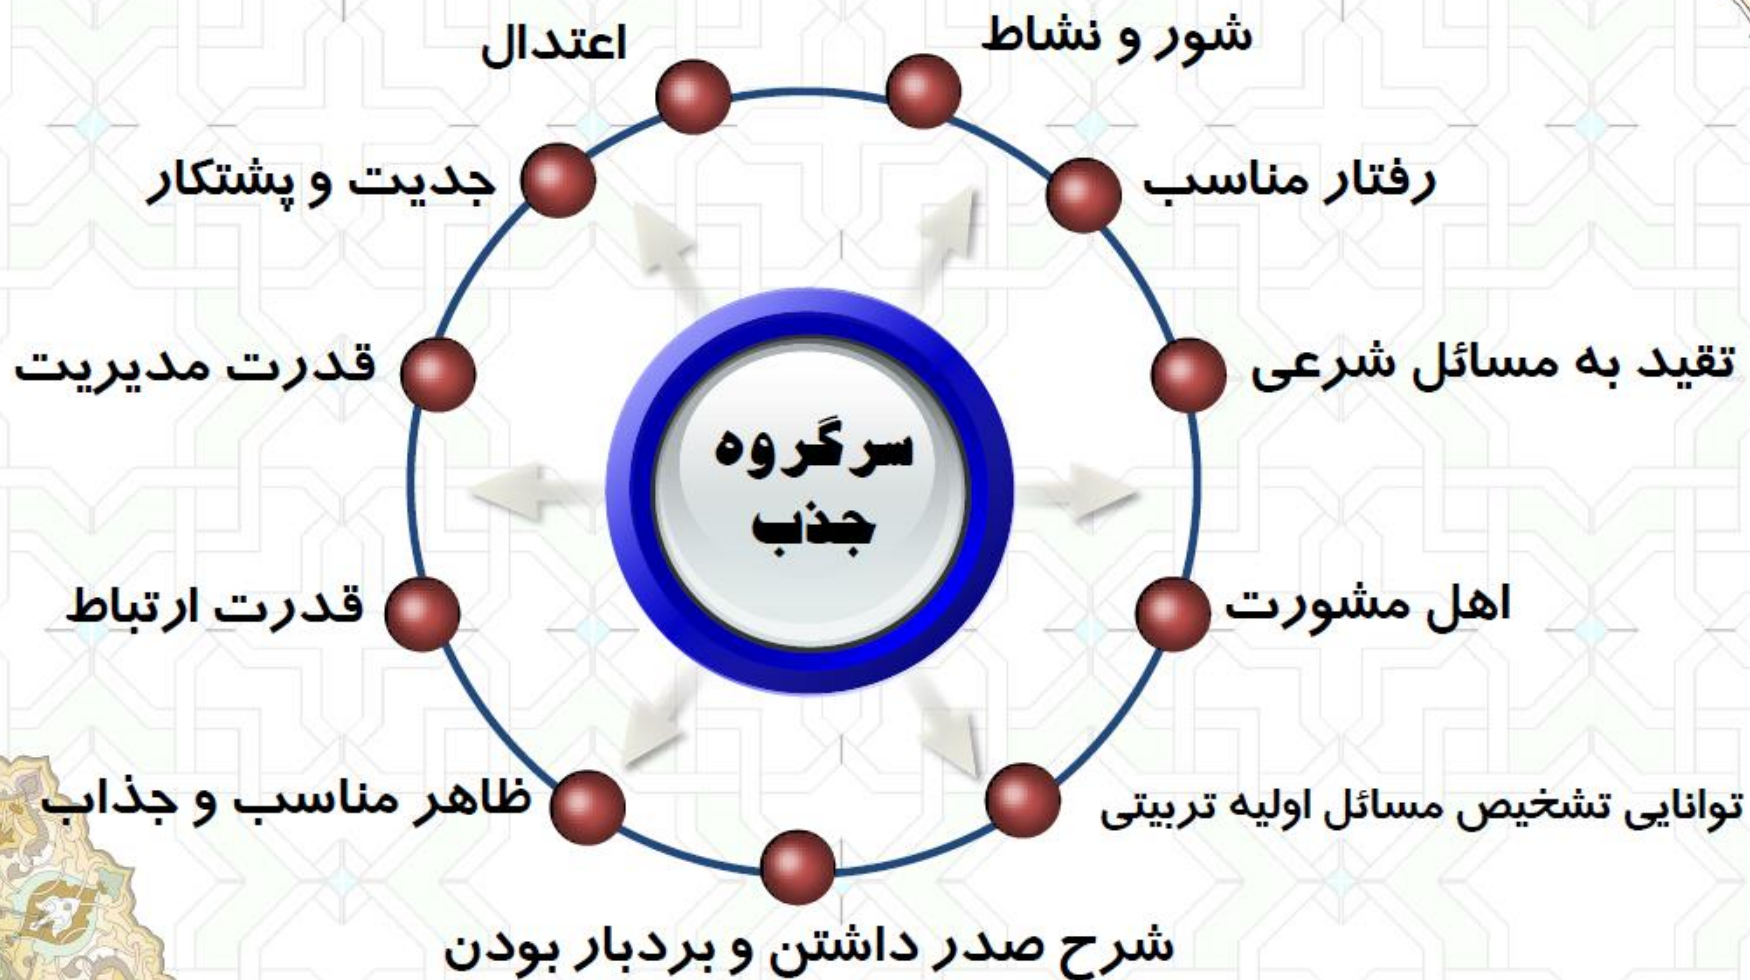 شور و نشاط
اعتدال
رفتار مناسب
جدیت و پشتکار
تقید به مسائل شرعی
قدرت مدیریت
سرگروه
جذب
اهل مشورت
قدرت ارتباط
توانایی تشخیص مسائل اولیه تربیتی
ظاهر مناسب و جذاب
شرح صدر داشتن و بردبار بودن